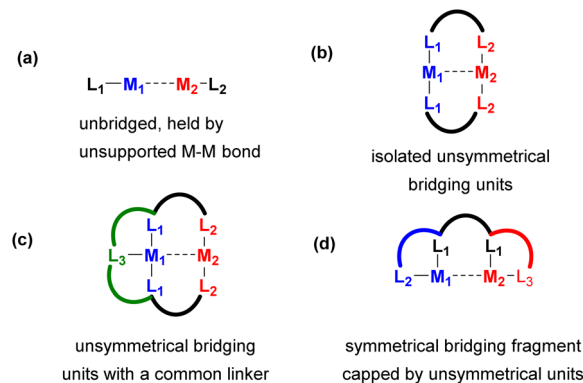 (a)
L₁—M₁----M₂-L₂
unbridged, held by
unsupported M-M bond
(b)
L₁ L₂
M₁----M₂
L₁ L₂
isolated unsymmetrical
bridging units
(c)
L₁ L₂
L₃—M₁----M₂
L₁ L₂
unsymmetrical bridging
units with a common linker
(d)
L₁ L₁
L₂—M₁----M₂-L₃
symmetrical bridging fragment
capped by unsymmetrical units